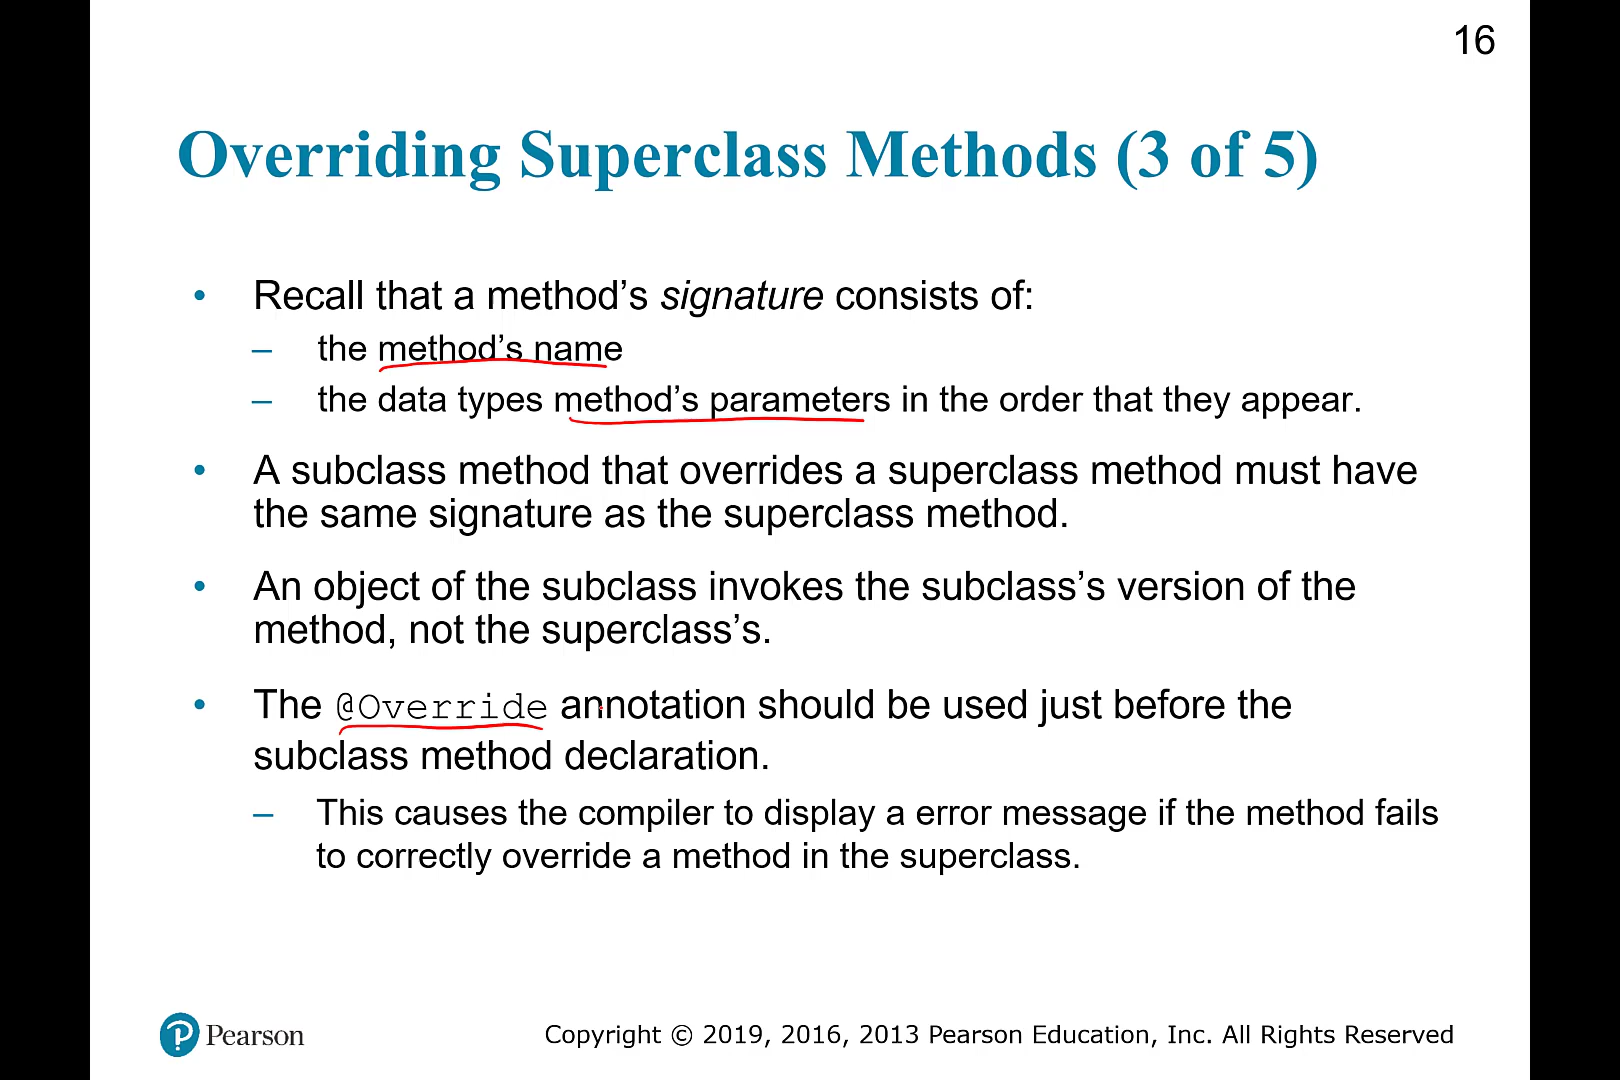 16
Overriding Superclass Methods (3 of 5)
• Recall that a method’s signature consists of:
– the method’s name
– the data types method’s parameters in the order that they appear.
• A subclass method that overrides a superclass method must have
the same signature as the superclass method.
• An object of the subclass invokes the subclass’s version of the
method, not the superclass’s.
• The @Override annotation should be used just before the
subclass method declaration.
– This causes the compiler to display a error message if the method fails
to correctly override a method in the superclass.
Pearson
Copyright © 2019, 2016, 2013 Pearson Education, Inc. All Rights Reserved